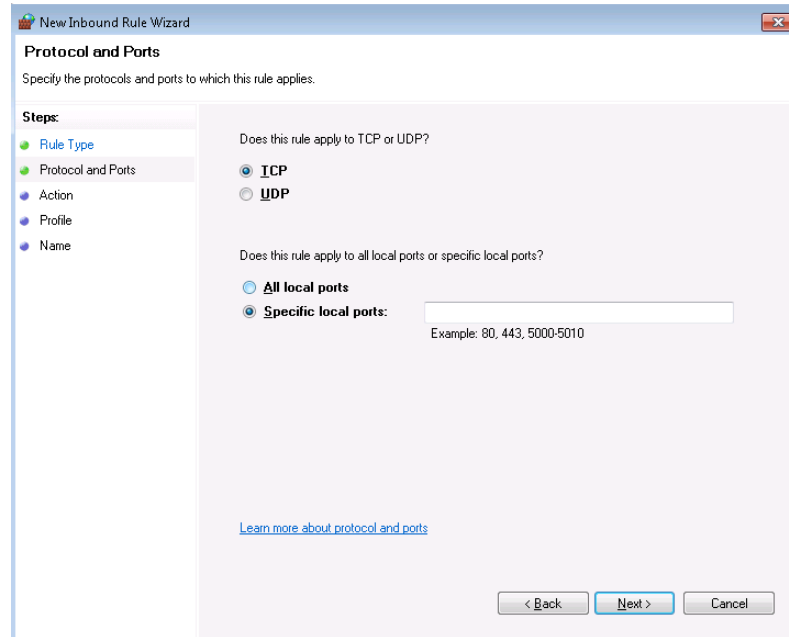 New Inbound Rule Wizard
Protocol and Ports
Specify the protocols and ports to which this rule applies.
Steps:
Rule Type
Protocol and Ports
Action
Profile
Name
Does this rule apply to TCP or UDP?
TCP
UDP
Does this rule apply to all local ports or specific local ports?
All local ports
Specific local ports:
Example: 80, 443, 5000-5010
Learn more about protocol and ports
< Back
Next >
Cancel